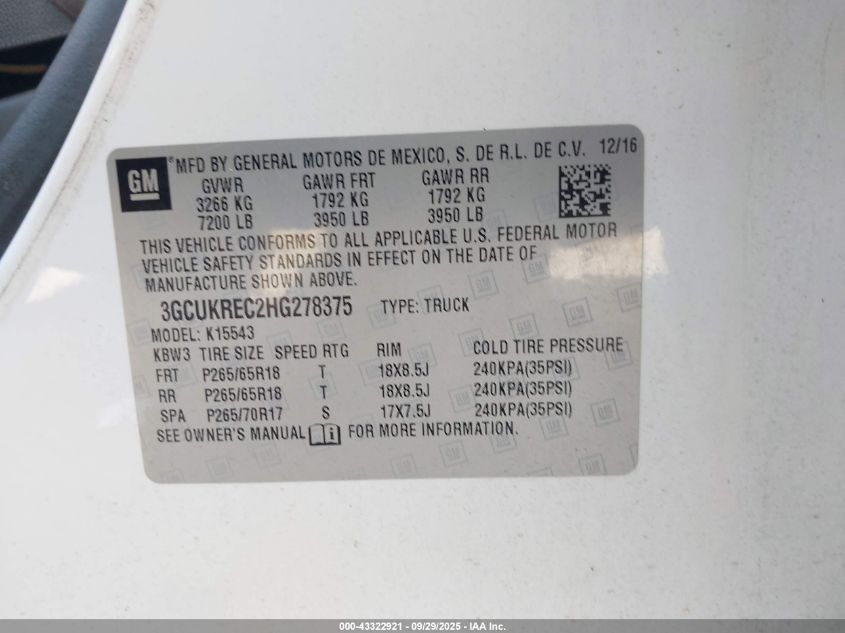 GM ®MFD BY GENERAL MOTORS DE MEXICO, S. DE R.L. DE C.V. 12/16
GVWR GAWR FRT GAWR RR
3266 KG 1792 KG 1792 KG
7200 LB 3950 LB 3950 LB
THIS VEHICLE CONFORMS TO ALL APPLICABLE U.S. FEDERAL MOTOR
VEHICLE SAFETY STANDARDS IN EFFECT ON THE DATE OF
MANUFACTURE SHOWN ABOVE.
3GCUKREC2HG278375 TYPE: TRUCK
MODEL: K15543
KBW3 TIRE SIZE SPEED RTG RIM COLD TIRE PRESSURE
FRT P265/65R18 T 18X8.5J 240KPA(35PSI)
RR P265/65R18 T 18X8.5J 240KPA(35PSI)
SPA P265/70R17 S 17X7.5J 240KPA(35PSI)
SEE OWNER'S MANUAL i FOR MORE INFORMATION.
000-43322921 - 09/29/2025 - IAA Inc.